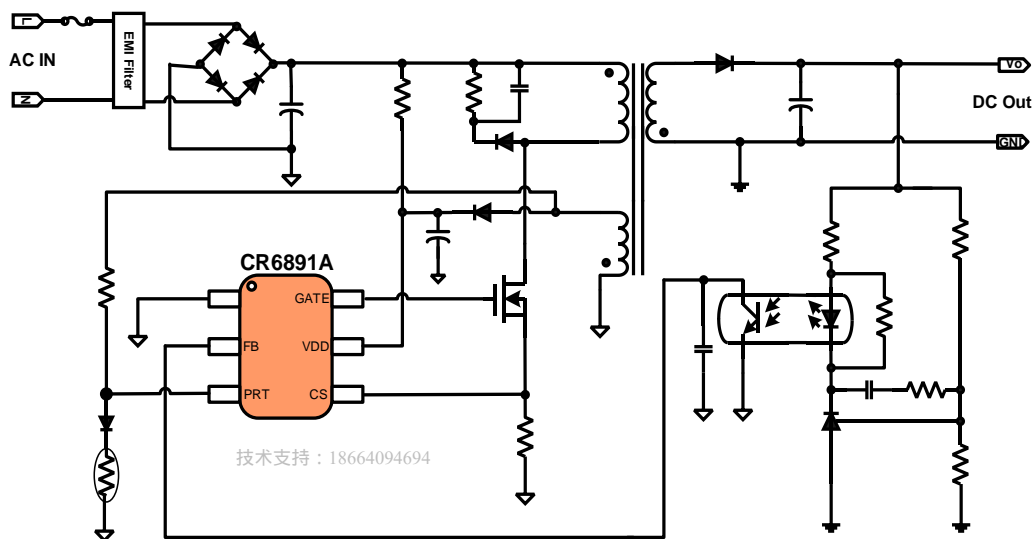 L
AC IN
N
EMI Filter
Vo
DC Out
GND
CR6891A
GATE
FB
VDD
PRT
CS
技术支持：18664094694